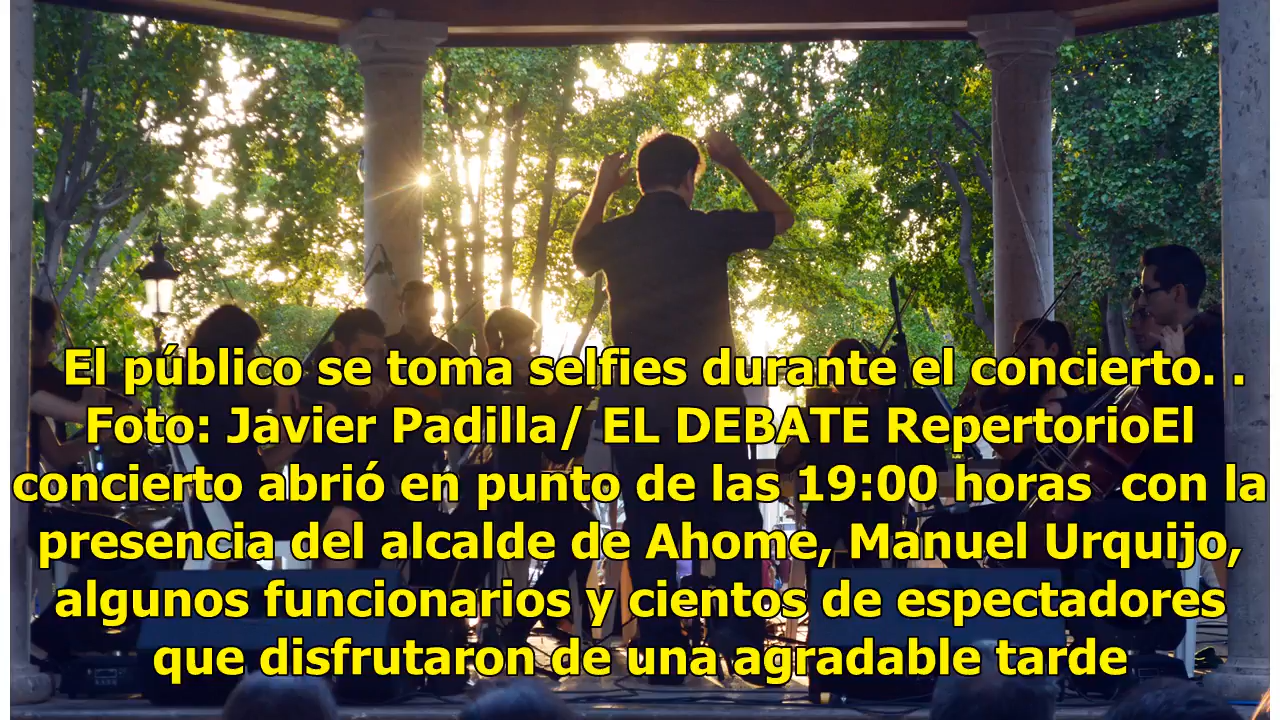 El público se toma selfies durante el concierto. .
Foto: Javier Padilla/ EL DEBATE RepertorioEl
concierto abrió en punto de las 19:00 horas  con la
presencia del alcalde de Ahome, Manuel Urquijo,
algunos funcionarios y cientos de espectadores
que disfrutaron de una agradable tarde